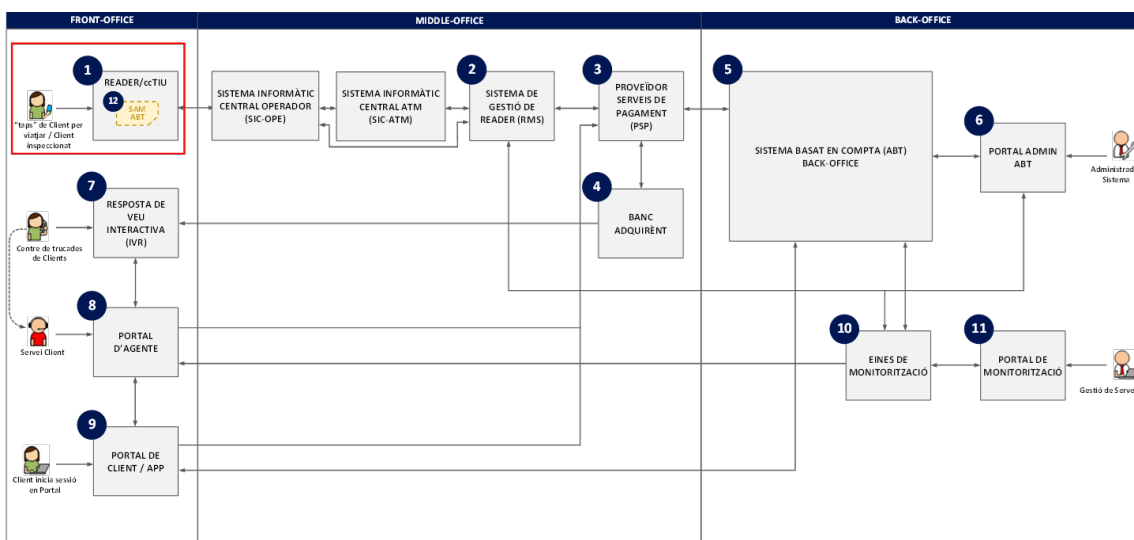 FRONT-OFFICE
MIDDLE-OFFICE
BACK-OFFICE
1
READER/ccTIU
12
SAM
ABT
"taps" de Client per
viatjar / Client
inspeccionat
SISTEMA INFORMÀTIC
CENTRAL OPERADOR
(SIC-OPE)
SISTEMA INFORMÀTIC
CENTRAL ATM
(SIC-ATM)
2
SISTEMA DE
GESTIÓ DE
READER (RMS)
3
PROVEÏDOR
SERVEIS DE
PAGAMENT
(PSP)
4
BANC
ADQUIRÈNT
5
SISTEMA BASAT EN COMPTA (ABT)
BACK-OFFICE
6
PORTAL ADMIN
ABT
Administrad
Sistema
7
RESPOSTA DE
VEU
INTERACTIVA
(IVR)
Centre de trucades
de Clients
8
PORTAL
D'AGENTE
Servei Client
9
PORTAL DE
CLIENT / APP
Client inicia sessió
en Portal
10
EINES DE
MONITORITZACIÓ
11
PORTAL DE
MONITORITZACIÓ
Gestió de Serve